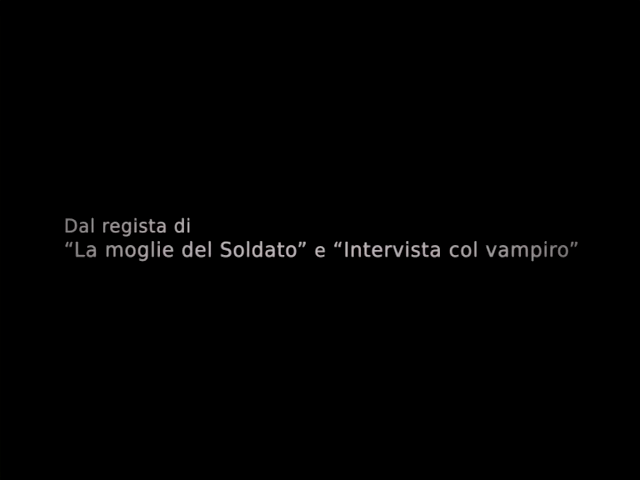 Dal regista di
“La moglie del Soldato” e “Intervista col vampiro”